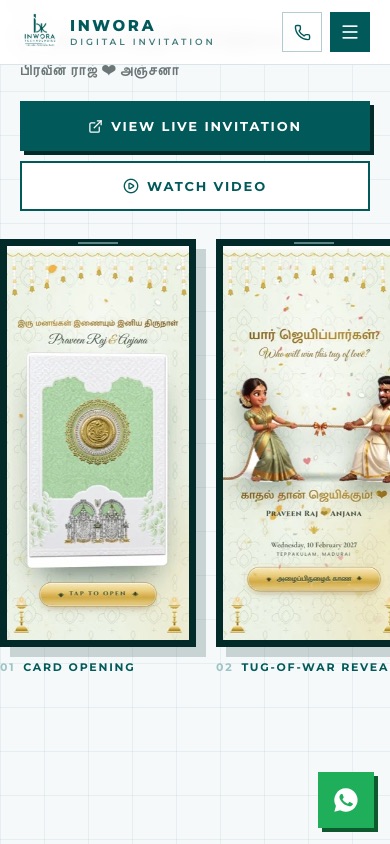 INWORA
DIGITAL INVITATION
பிரவீன் ராஜ் ❤ அஞ்சனா
VIEW LIVE INVITATION
WATCH VIDEO
இரு மனங்கள் இணையும் இனிய திருநாள்
Praveen Raj & Anjana
TAP TO OPEN
யார் ஜெயிப்பார்கள்?
Who will win this tug of love?
காதல் தான் ஜெயிக்கும்! ❤
PRAVEEN RAJ ❤ ANJANA
Wednesday, 10 February 2027
TEPPAKULAM, MADURAI
அழைப்பிதழைக் காண
01 CARD OPENING
02 TUG-OF-WAR REVEA